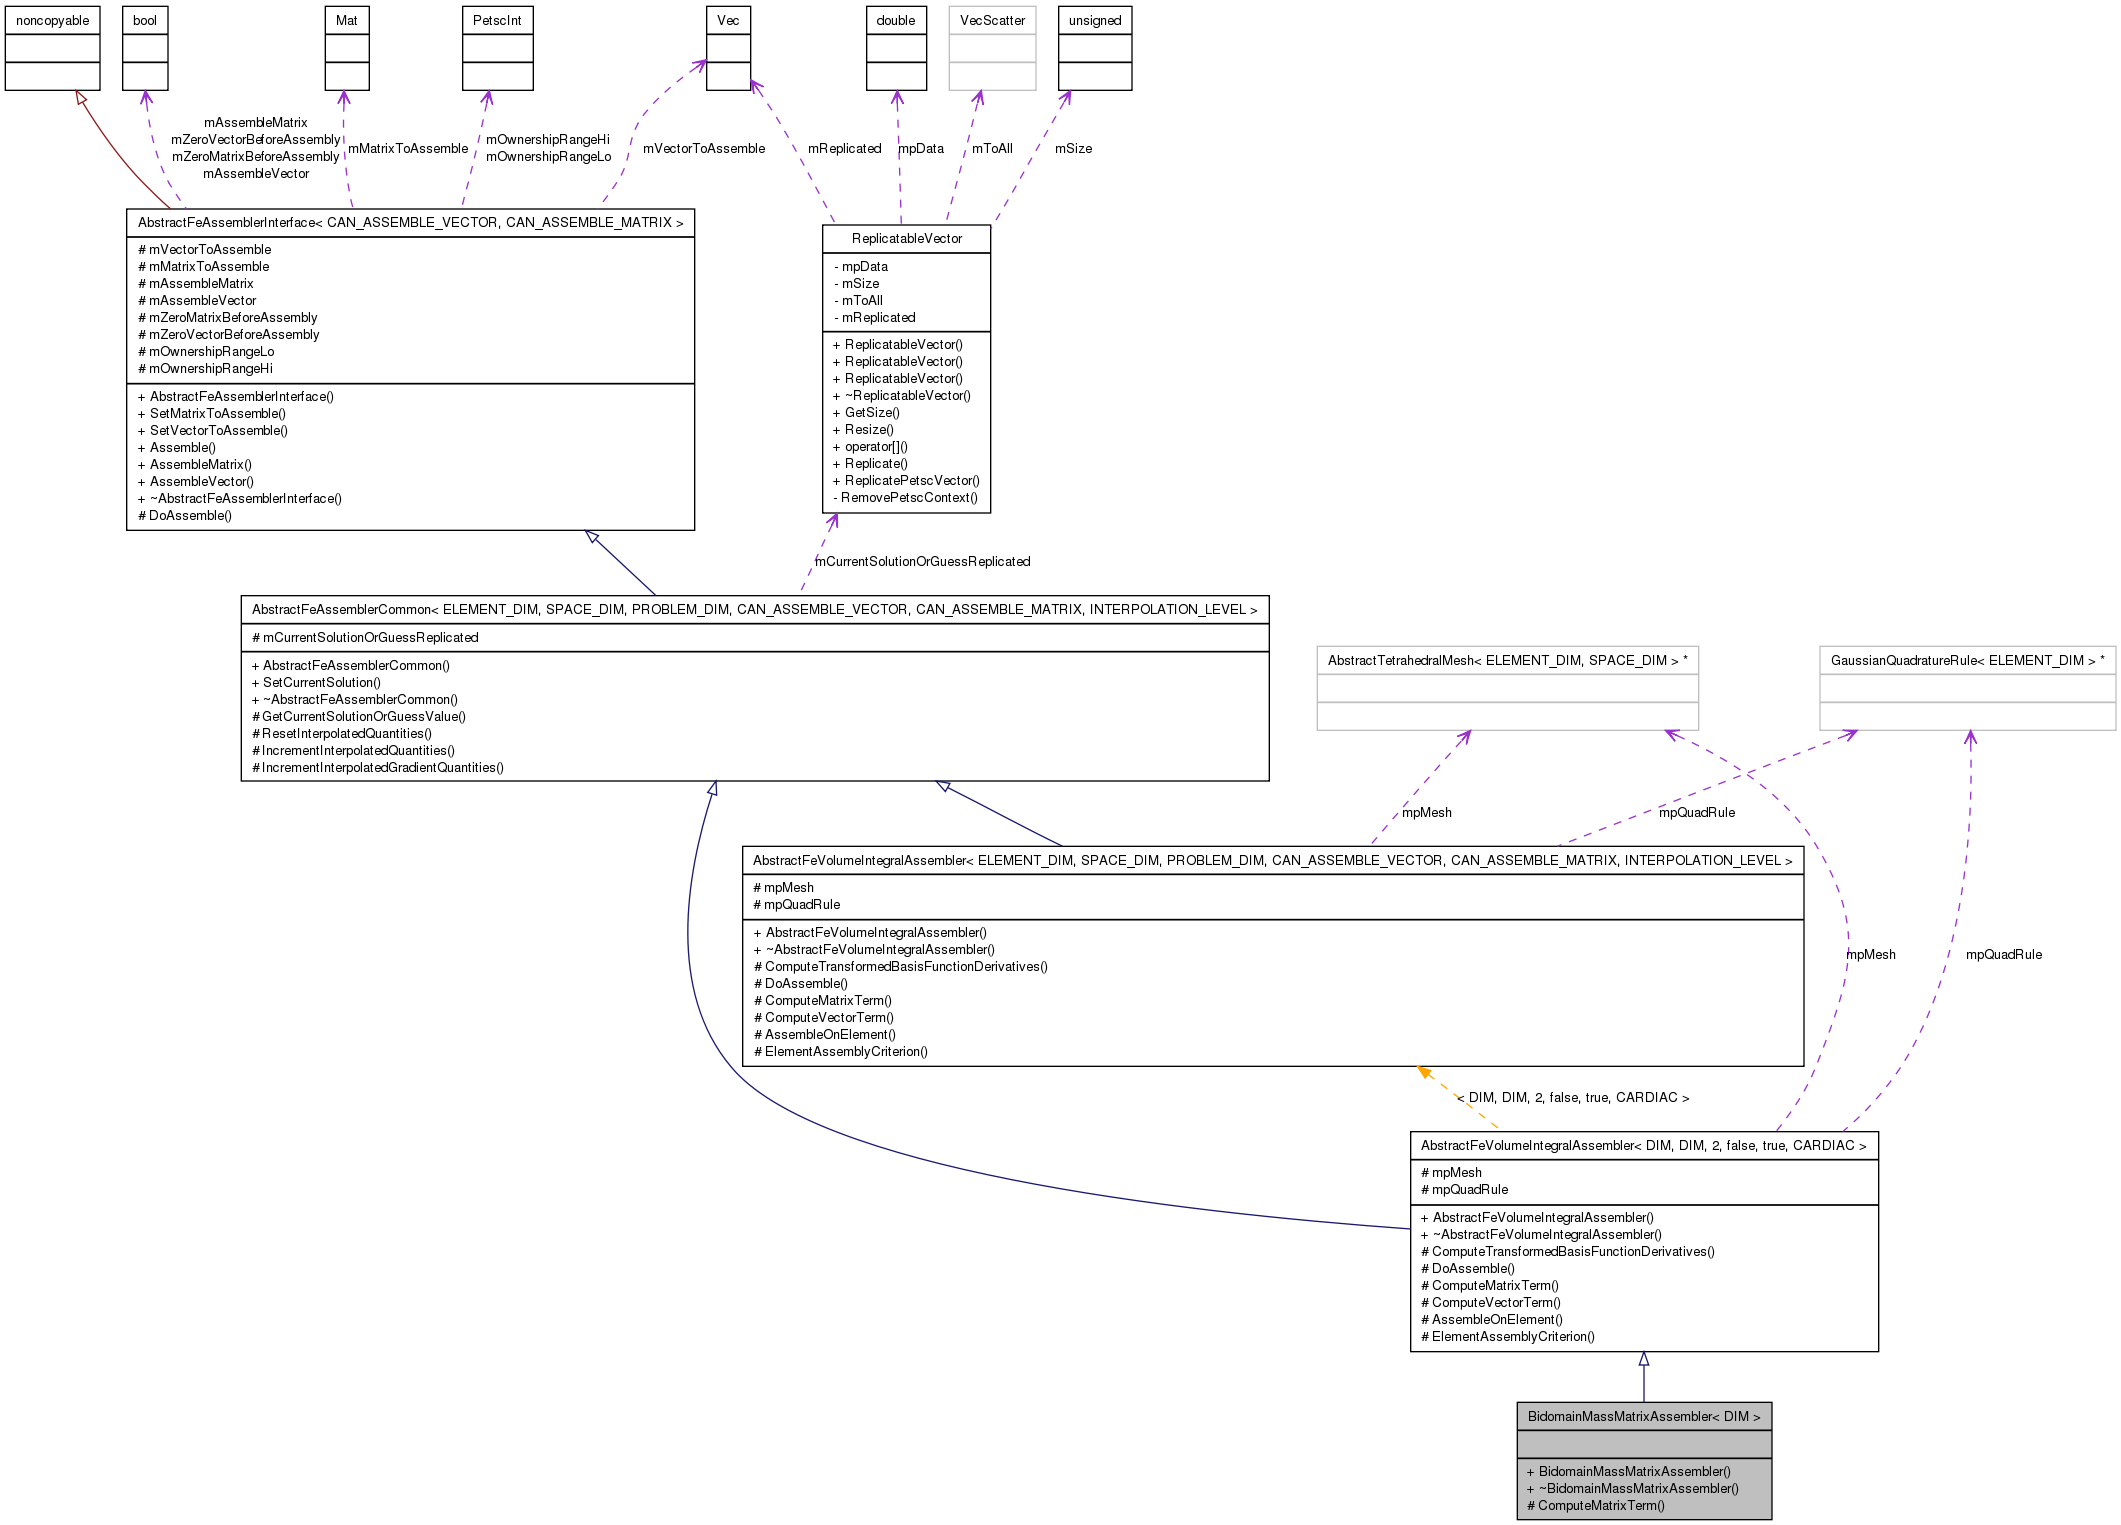 noncopyable
bool
Mat
PetscInt
Vec
double
VecScatter
unsigned
mAssembleMatrix
mZeroVectorBeforeAssembly
mZeroMatrixBeforeAssembly
mAssembleVector
mMatrixToAssemble
mOwnershipRangeHi
mOwnershipRangeLo
mVectorToAssemble
mReplicated
mpData
mToAll
mSize
AbstractFeAssemblerInterface< CAN_ASSEMBLE_VECTOR, CAN_ASSEMBLE_MATRIX >
# mVectorToAssemble
# mMatrixToAssemble
# mAssembleMatrix
# mAssembleVector
# mZeroMatrixBeforeAssembly
# mZeroVectorBeforeAssembly
# mOwnershipRangeLo
# mOwnershipRangeHi
+ AbstractFeAssemblerInterface()
+ SetMatrixToAssemble()
+ SetVectorToAssemble()
+ Assemble()
+ AssembleMatrix()
+ AssembleVector()
+ ~AbstractFeAssemblerInterface()
# DoAssemble()
ReplicatableVector
- mpData
- mSize
- mToAll
- mReplicated
+ ReplicatableVector()
+ ReplicatableVector()
+ ReplicatableVector()
+ ~ReplicatableVector()
+ GetSize()
+ Resize()
+ operator[]()
+ Replicate()
+ ReplicatePetscVector()
- RemovePetscContext()
mCurrentSolutionOrGuessReplicated
AbstractFeAssemblerCommon< ELEMENT_DIM, SPACE_DIM, PROBLEM_DIM, CAN_ASSEMBLE_VECTOR, CAN_ASSEMBLE_MATRIX, INTERPOLATION_LEVEL >
# mCurrentSolutionOrGuessReplicated
+ AbstractFeAssemblerCommon()
+ SetCurrentSolution()
+ ~AbstractFeAssemblerCommon()
# GetCurrentSolutionOrGuessValue()
# ResetInterpolatedQuantities()
# IncrementInterpolatedQuantities()
# IncrementInterpolatedGradientQuantities()
AbstractTetrahedralMesh< ELEMENT_DIM, SPACE_DIM > *
GaussianQuadratureRule< ELEMENT_DIM > *
mpMesh
mpQuadRule
AbstractFeVolumeIntegralAssembler< ELEMENT_DIM, SPACE_DIM, PROBLEM_DIM, CAN_ASSEMBLE_VECTOR, CAN_ASSEMBLE_MATRIX, INTERPOLATION_LEVEL >
# mpMesh
# mpQuadRule
+ AbstractFeVolumeIntegralAssembler()
+ ~AbstractFeVolumeIntegralAssembler()
# ComputeTransformedBasisFunctionDerivatives()
# DoAssemble()
# ComputeMatrixTerm()
# ComputeVectorTerm()
# AssembleOnElement()
# ElementAssemblyCriterion()
mpMesh
mpQuadRule
< DIM, DIM, 2, false, true, CARDIAC >
AbstractFeVolumeIntegralAssembler< DIM, DIM, 2, false, true, CARDIAC >
# mpMesh
# mpQuadRule
+ AbstractFeVolumeIntegralAssembler()
+ ~AbstractFeVolumeIntegralAssembler()
# ComputeTransformedBasisFunctionDerivatives()
# DoAssemble()
# ComputeMatrixTerm()
# ComputeVectorTerm()
# AssembleOnElement()
# ElementAssemblyCriterion()
BidomainMassMatrixAssembler< DIM >
+ BidomainMassMatrixAssembler()
+ ~BidomainMassMatrixAssembler()
# ComputeMatrixTerm()